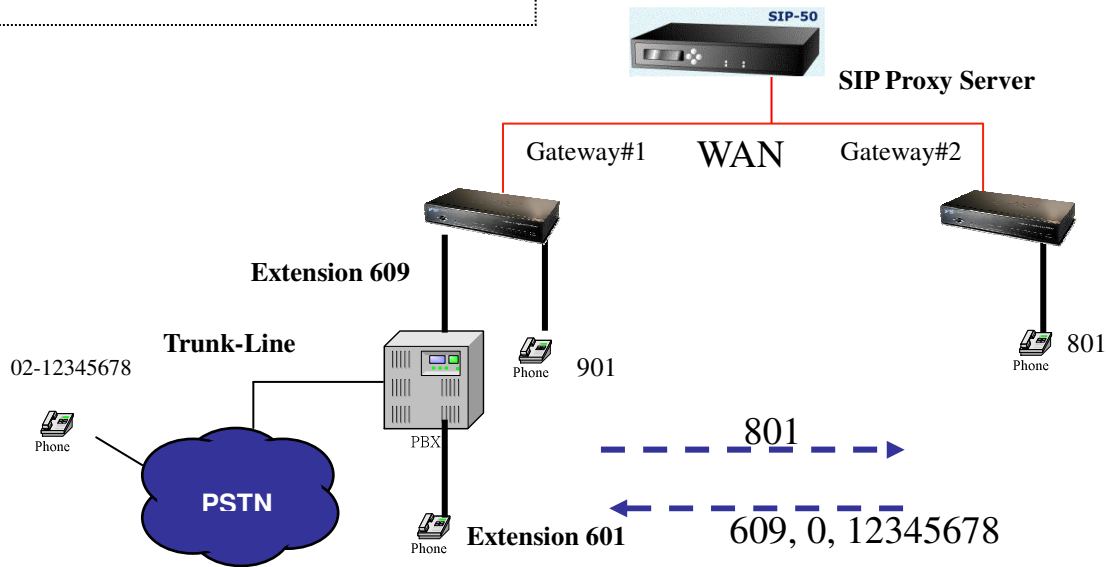 SIP-50
SIP Proxy Server
Gateway#1
WAN
Gateway#2
Extension 609
Trunk-Line
02-12345678
Phone
901
Phone
801
Phone
PBX
801
PSTN
609, 0, 12345678
Phone
Extension 601